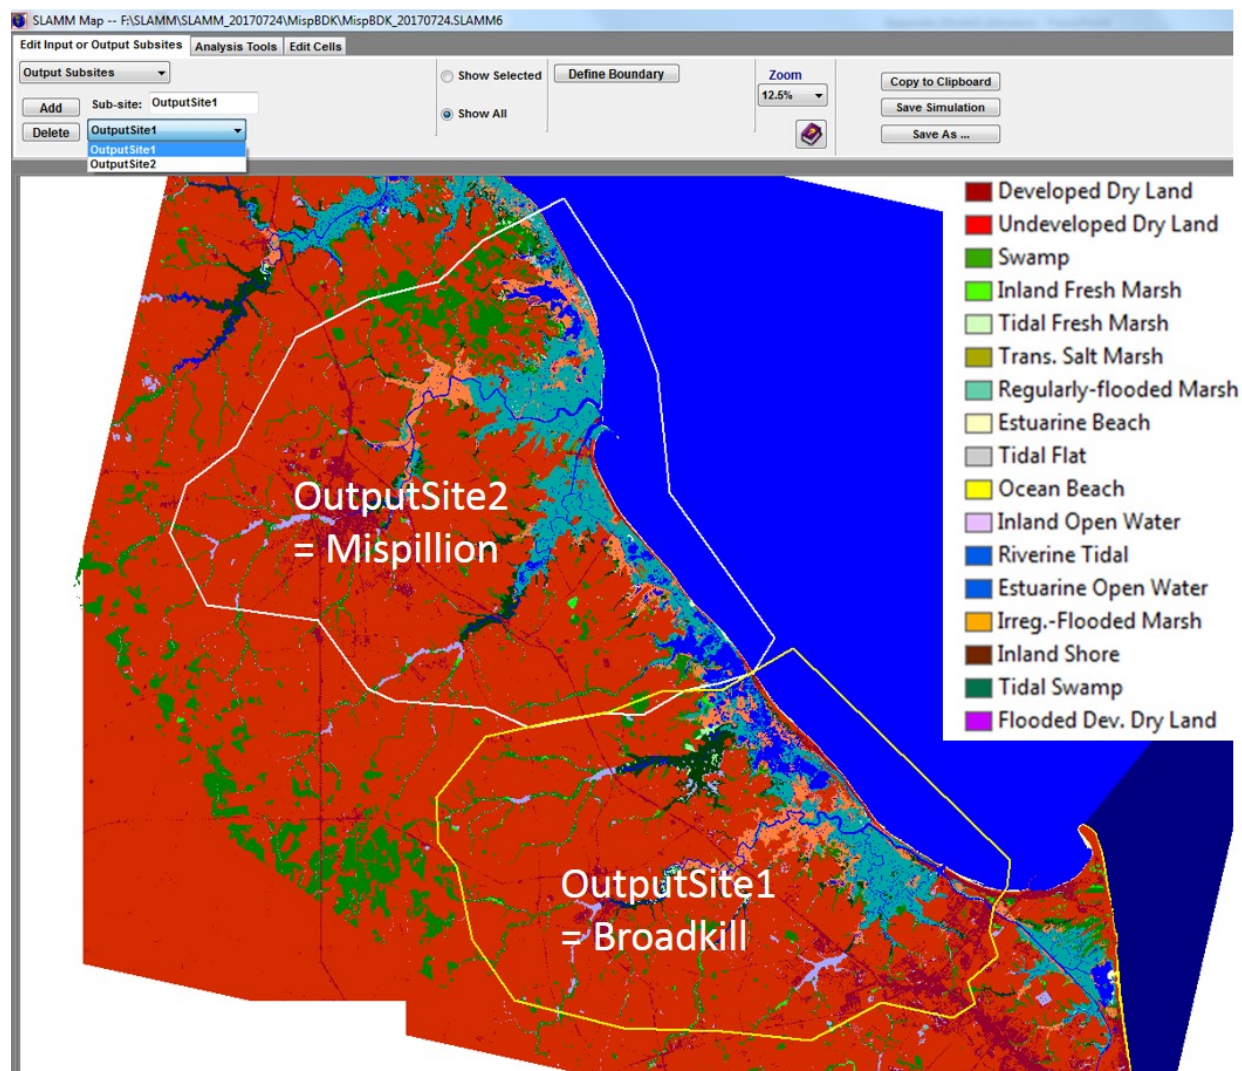 SLAMM Map -- F:\SLAMM\SLAMM_20170724\MispBDK\MispBDK_20170724.SLAMM6
Edit Input or Output Subsites Analysis Tools Edit Cells
Output Subsites
Add Sub-site: OutputSite1
Delete OutputSite1
OutputSite1
OutputSite2
Show Selected
Show All
Define Boundary
Zoom
12.5%
Copy to Clipboard
Save Simulation
Save As ...
Developed Dry Land
Undeveloped Dry Land
Swamp
Inland Fresh Marsh
Tidal Fresh Marsh
Trans. Salt Marsh
Regularly-flooded Marsh
Estuarine Beach
Tidal Flat
Ocean Beach
Inland Open Water
Riverine Tidal
Estuarine Open Water
Irreg.-Flooded Marsh
Inland Shore
Tidal Swamp
Flooded Dev. Dry Land
OutputSite2
= Mispillion
OutputSite1
= Broadkill